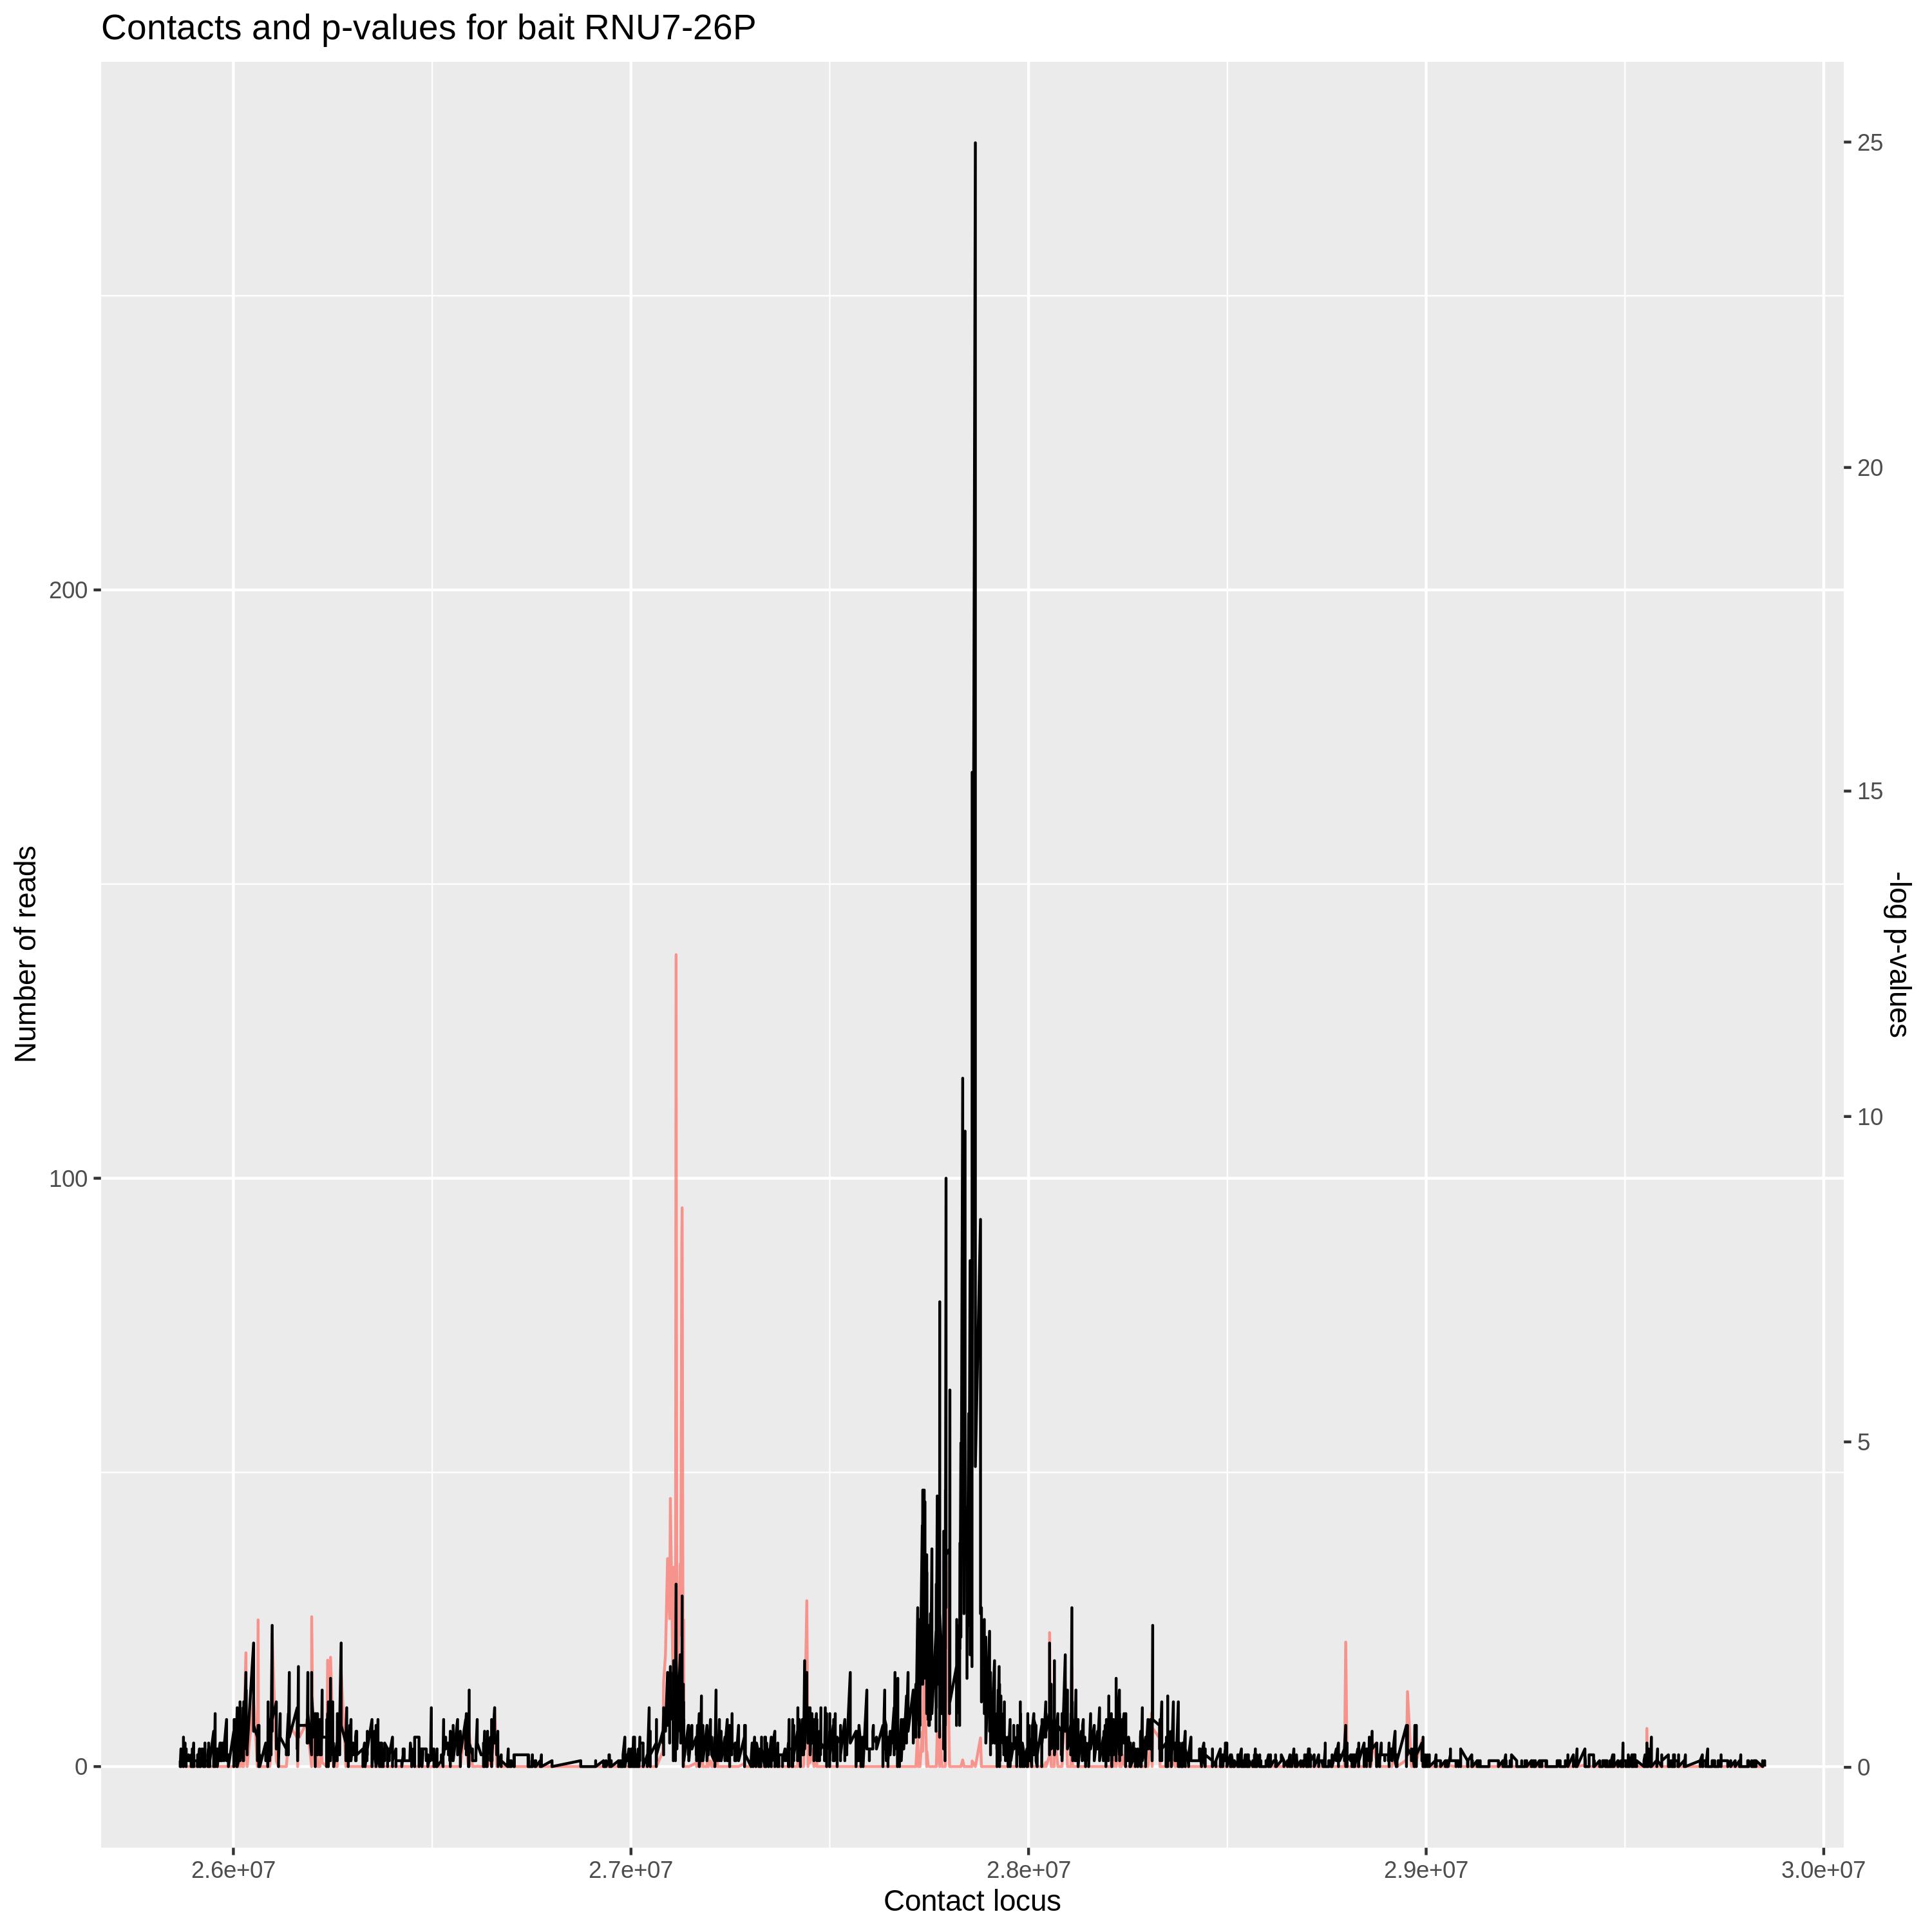 Contacts and p-values for bait RNU7-26P
25
20
200
15
Number of reads
-log p-values
10
100
5
0
0
2.6e+07 2.7e+07 2.8e+07 2.9e+07 3.0e+07
Contact locus